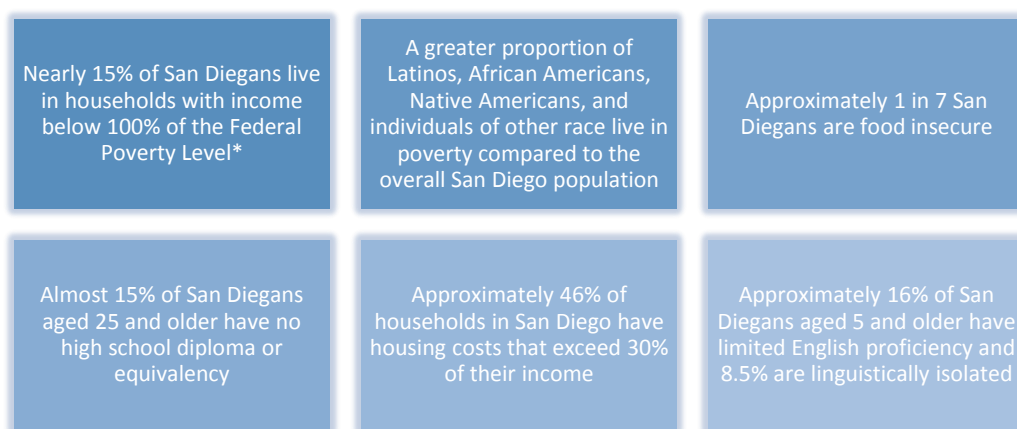 Nearly 15% of San Diegans live
in households with income
below 100% of the Federal
Poverty Level*
A greater proportion of
Latinos, African Americans,
Native Americans, and
individuals of other race live in
poverty compared to the
overall San Diego population
Approximately 1 in 7 San
Diegans are food insecure
Almost 15% of San Diegans
aged 25 and older have no
high school diploma or
equivalency
Approximately 46% of
households in San Diego have
housing costs that exceed 30%
of their income
Approximately 16% of San
Diegans aged 5 and older have
limited English proficiency and
8.5% are linguistically isolated